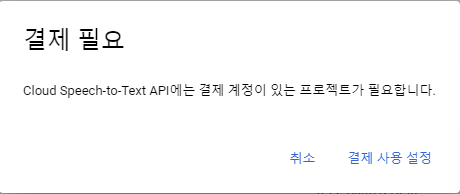 결제 필요
Cloud Speech-to-Text API에는 결제 계정이 있는 프로젝트가 필요합니다.
취소 결제 사용 설정